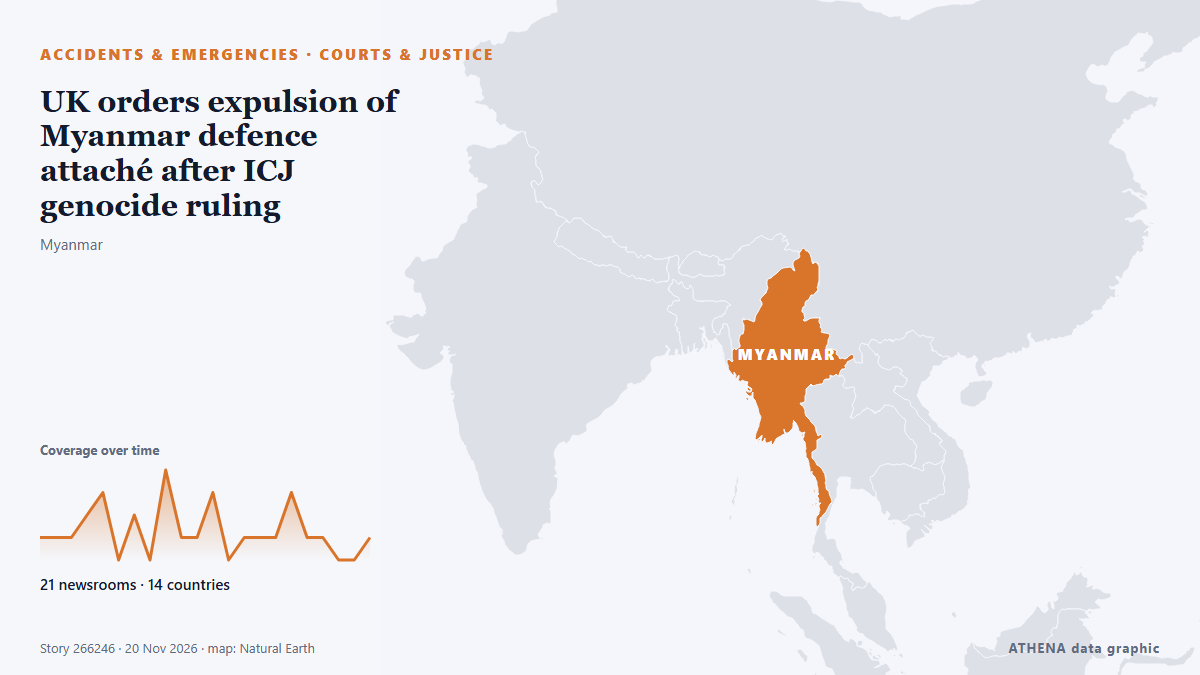 ACCIDENTS & EMERGENCIES · COURTS & JUSTICE
UK orders expulsion of
Myanmar defence
attaché after ICJ
genocide ruling
Myanmar
MYANMAR
Coverage over time
21 newsrooms · 14 countries
Story 266246 · 20 Nov 2026 · map: Natural Earth
ATHENA data graphic